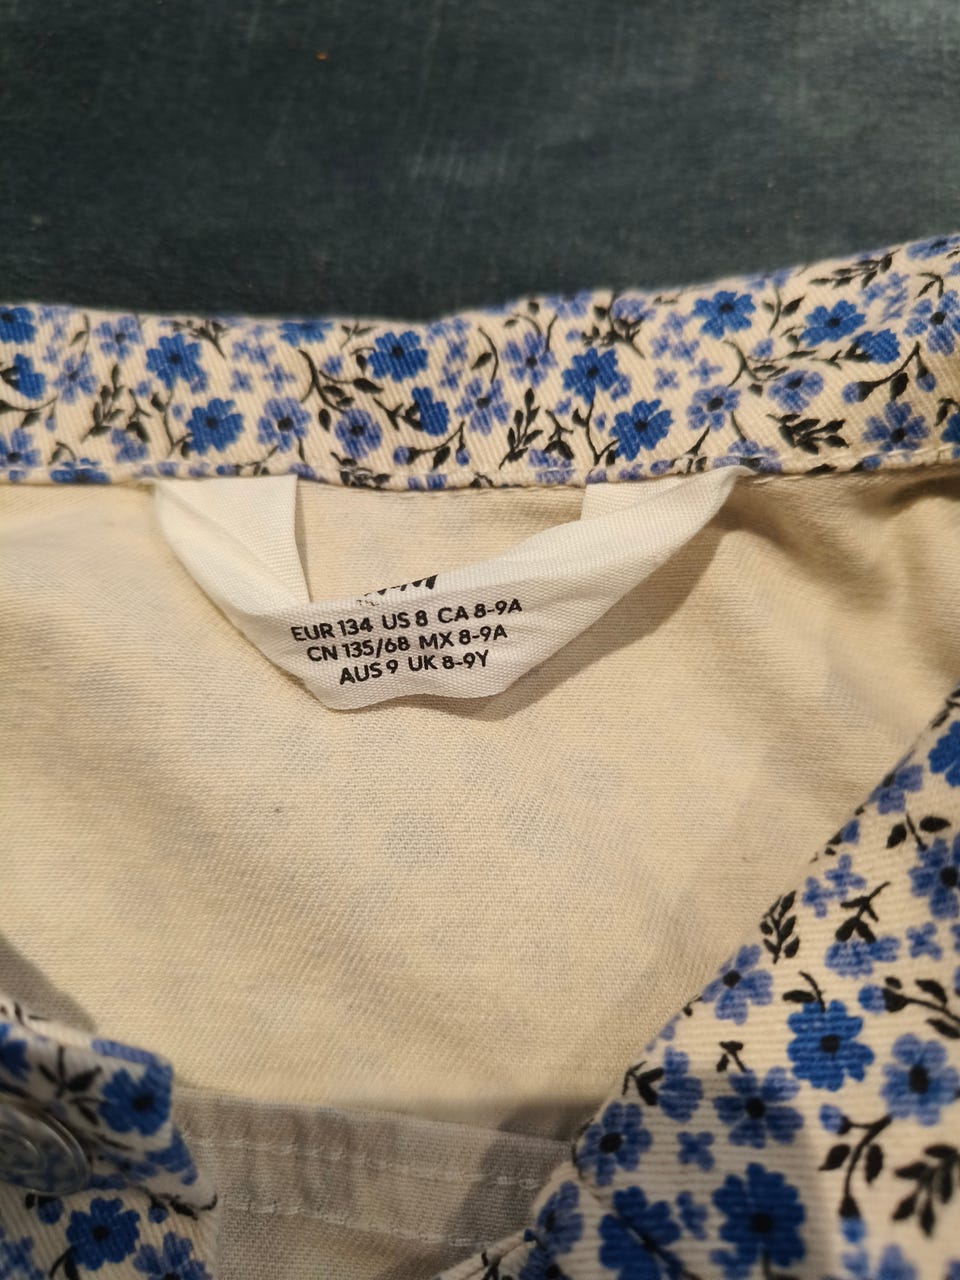 EUR 134 US 8 CA 8-9A
CN 135/68 MX 8-9A
AUS 9 UK 8-9Y